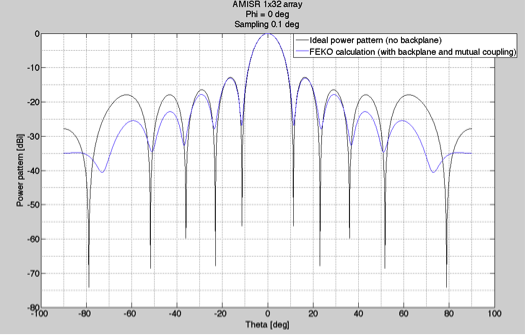 AMISR 1x32 array
Phi = 0 deg
Sampling 0.1 deg
Ideal power pattern (no backplane)
FEKO calculation (with backplane and mutual coupling)
Power pattern [dBi]
0
-10
-20
-30
-40
-50
-60
-70
-80
-100
-80
-60
-40
-20
0
20
40
60
80
100
Theta [deg]